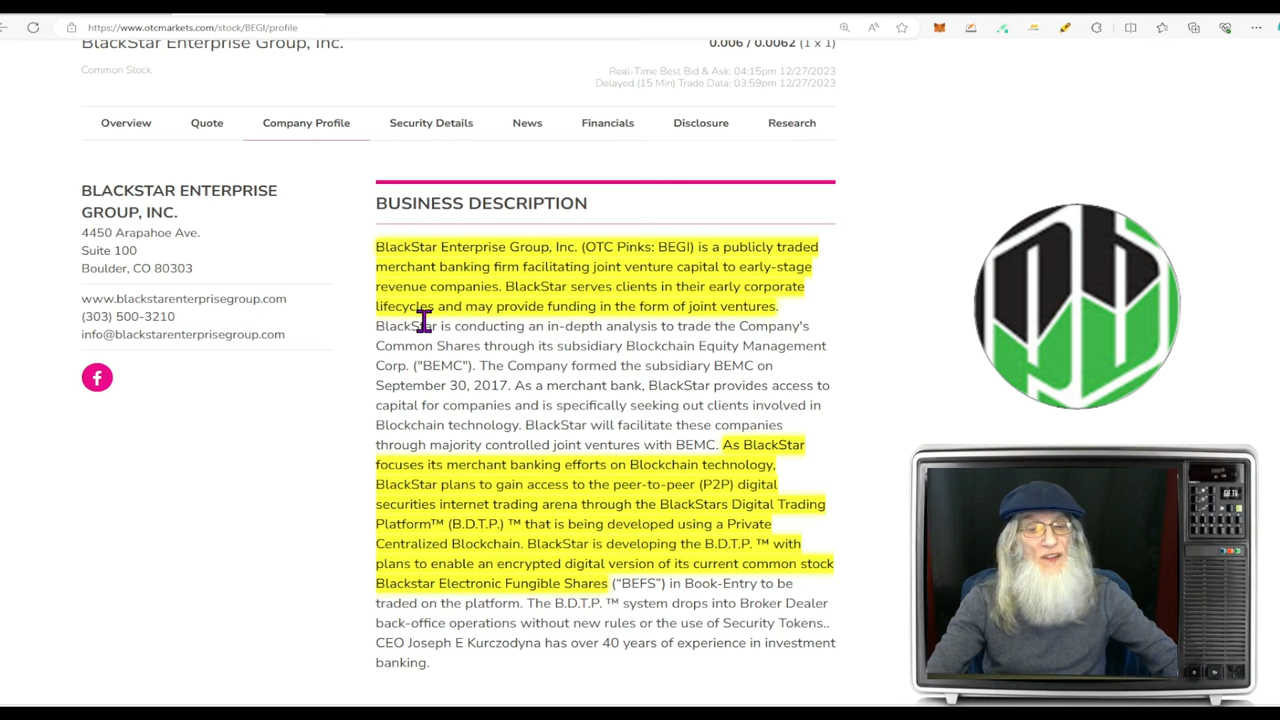 https://www.otcmarkets.com/stock/BEGI/profile
BlackStar Enterprise Group, Inc.
0.006 / 0.0062 (1 x 1)
Common Stock
Real-Time Best Bid & Ask: 04:15pm 12/27/2023
Delayed (15 Min) Trade Data: 03:59pm 12/27/2023
Overview Quote Company Profile Security Details News Financials Disclosure Research
BLACKSTAR ENTERPRISE
GROUP, INC.
4450 Arapahoe Ave.
Suite 100
Boulder, CO 80303
www.blackstarenterprisegroup.com
(303) 500-3210
info@blackstarenterprisegroup.com
BUSINESS DESCRIPTION
BlackStar Enterprise Group, Inc. (OTC Pinks: BEGI) is a publicly traded
merchant banking firm facilitating joint venture capital to early-stage
revenue companies. BlackStar serves clients in their early corporate
lifecycles and may provide funding in the form of joint ventures.
BlackStar is conducting an in-depth analysis to trade the Company's
Common Shares through its subsidiary Blockchain Equity Management
Corp. ("BEMC"). The Company formed the subsidiary BEMC on
September 30, 2017. As a merchant bank, BlackStar provides access to
capital for companies and is specifically seeking out clients involved in
Blockchain technology. BlackStar will facilitate these companies
through majority controlled joint ventures with BEMC. As BlackStar
focuses its merchant banking efforts on Blockchain technology,
BlackStar plans to gain access to the peer-to-peer (P2P) digital
securities internet trading arena through the BlackStars Digital Trading
Platform™ (B.D.T.P.) ™ that is being developed using a Private
Centralized Blockchain. BlackStar is developing the B.D.T.P. ™ with
plans to enable an encrypted digital version of its current common stock
Blackstar Electronic Fungible Shares (“BEFS”) in Book-Entry to be
traded on the platform. The B.D.T.P. ™ system drops into Broker Dealer
back-office operations without new rules or the use of Security Tokens..
CEO Joseph E Kurczodyna has over 40 years of experience in investment
banking.
GIF.TV